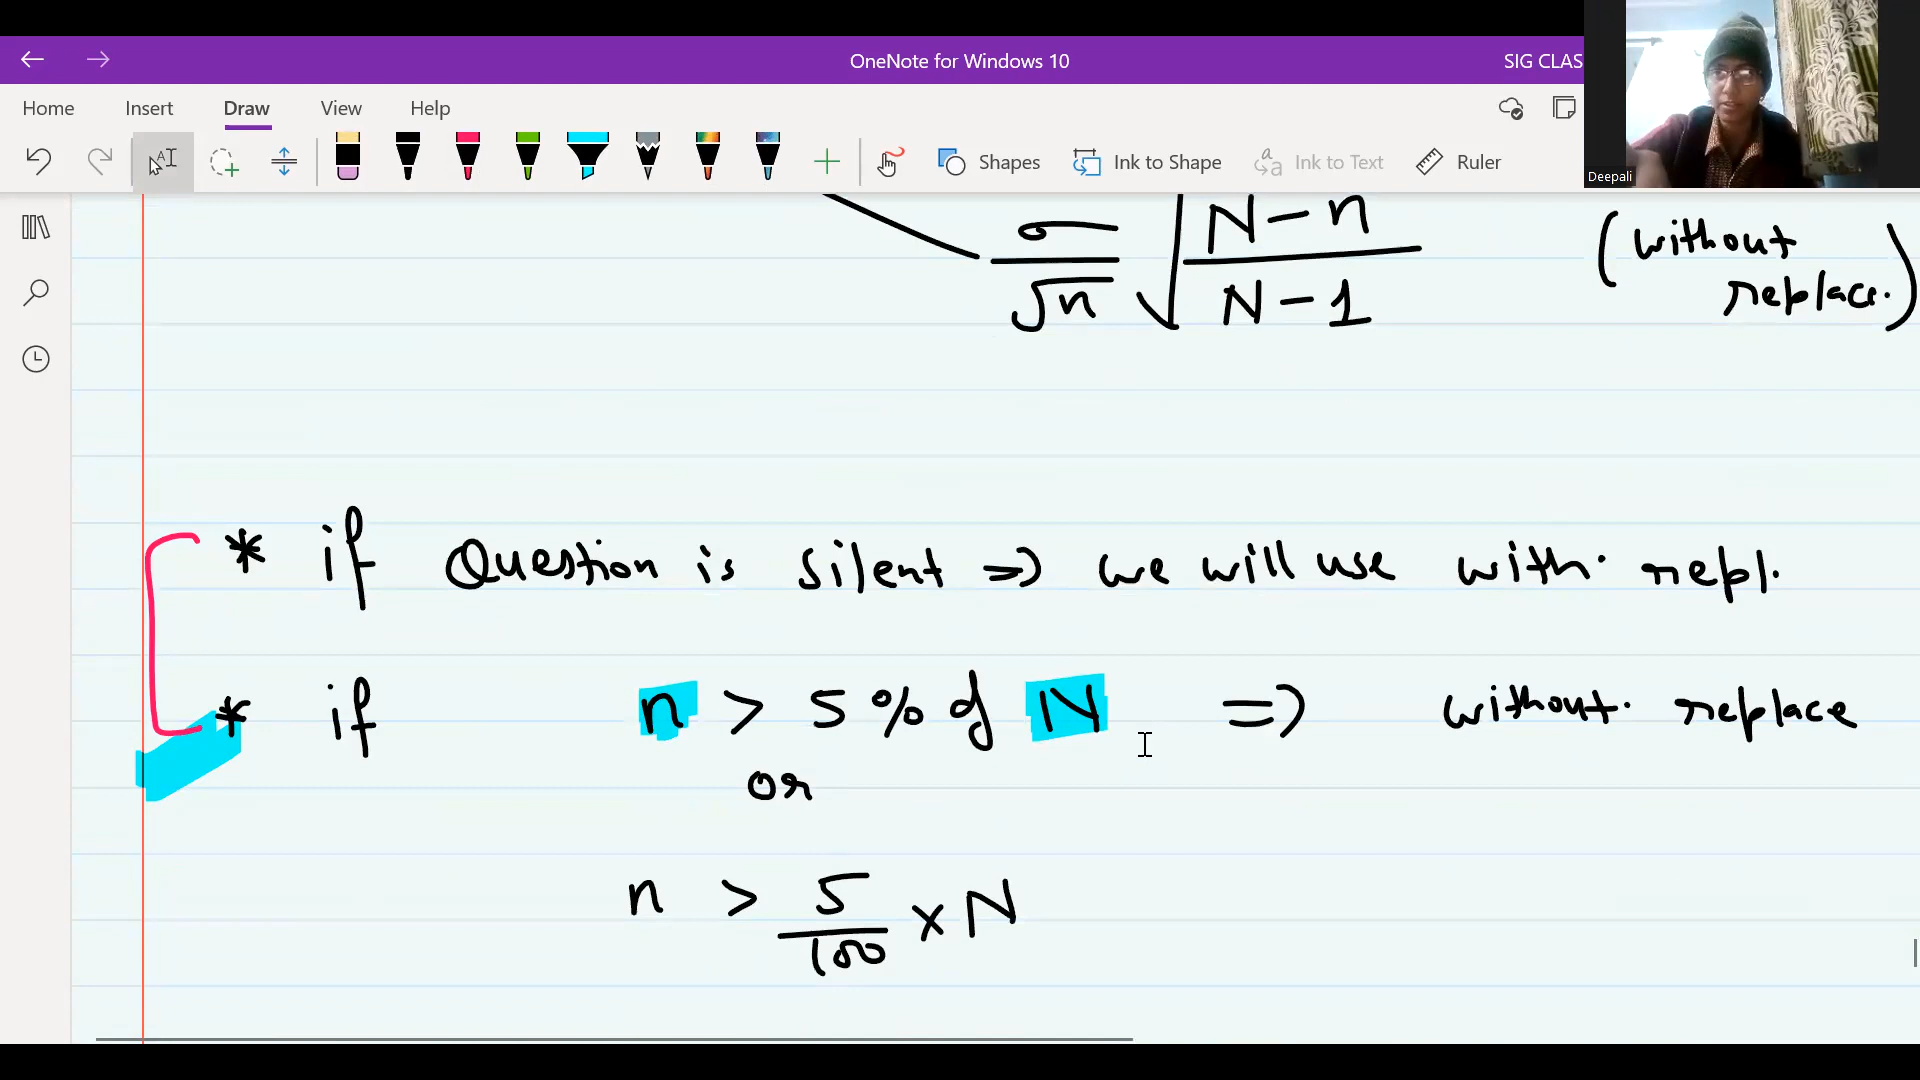 OneNote for Windows 10
SIG CLAS
Home Insert Draw View Help
Shapes Ink to Shape Ink to Text Ruler
Deepali
σ/√n √(N-n/N-1) (without replace.)
* if Question is silent => we will use with. repl.
* if n > 5% of N => without. replace
or
n > 5/100 x N